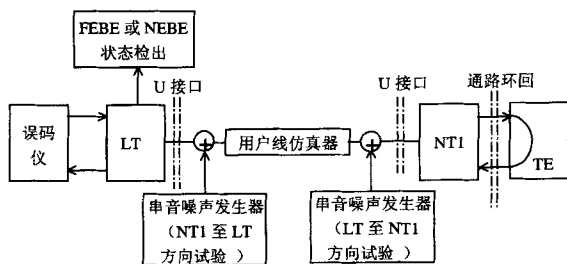 FEBE 或 NEBE
状态检出
U 接口
U 接口
通路环回
误码
仪
LT
用户线仿真器
NT1
TE
串音噪声发生器
（NT1 至 LT
方向试验 ）
串音噪声发生器
（LT 至 NT1
方向试验 ）